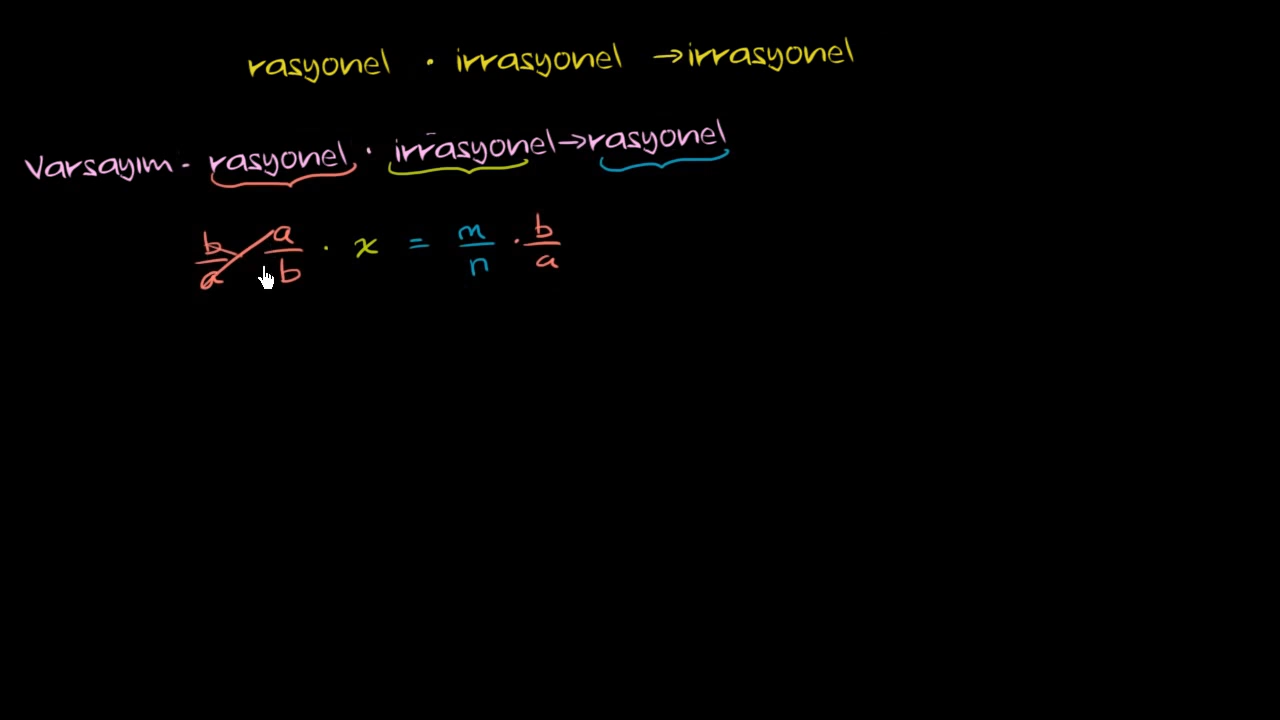 rasyonel · irrasyonel → irrasyonel
Varsayım - rasyonel · irrasyonel → rasyonel
b/a a/b · x = m/n · b/a